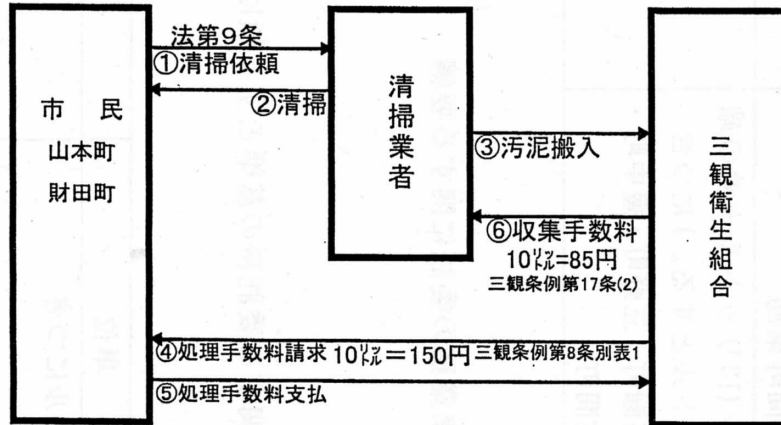 市 民
山本町
財田町
法第9条
①清掃依頼
②清掃
清掃業者
③汚泥搬入
⑥収集手数料
10㍑=85円
三観条例第17条(2)
三観衛生組合
④処理手数料請求 10㍑=150円 三観条例第8条別表1
⑤処理手数料支払